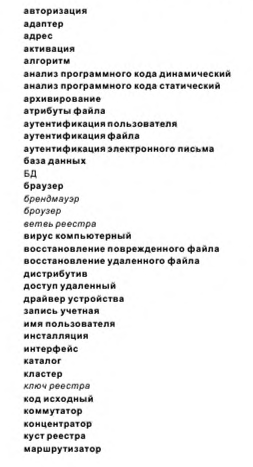 авторизация
адаптер
адрес
активация
алгоритм
анализ программного кода динамический
анализ программного кода статический
архивирование
атрибуты файла
аутентификация пользователя
аутентификация файла
аутентификация электронного письма
база данных
БД
браузер
брендмауэр
броузер
ветвь реестра
вирус компьютерный
восстановление поврежденного файла
восстановление удаленного файла
дистрибутив
доступ удаленный
драйвер устройства
запись учетная
имя пользователя
инсталляция
интерфейс
каталог
кластер
ключ реестра
код исходный
коммутатор
концентратор
куст реестра
маршрутизатор